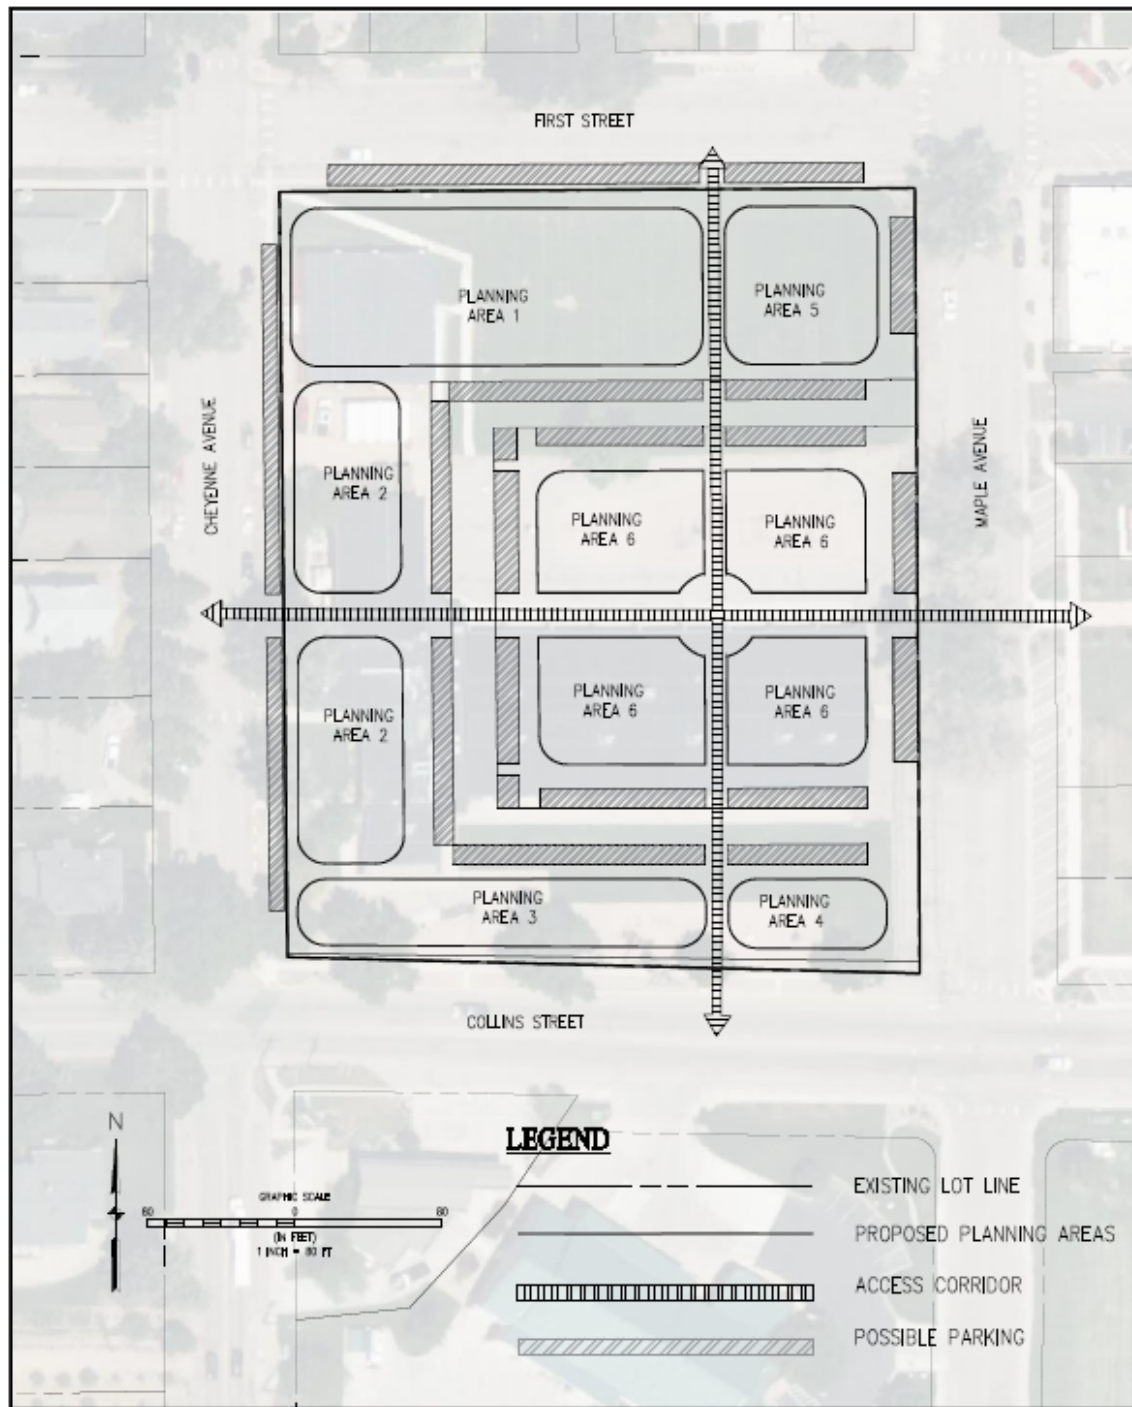 FIRST STREET
PLANNING
AREA 1
PLANNING
AREA 5
CHEYENNE AVENUE
PLANNING
AREA 2
MAPLE AVENUE
PLANNING
AREA 6
PLANNING
AREA 6
PLANNING
AREA 2
PLANNING
AREA 6
PLANNING
AREA 6
PLANNING
AREA 3
PLANNING
AREA 4
COLLINS STREET
N
LEGEND
EXISTING LOT LINE
GRAPHIC SCALE
80 0 80
(IN FEET)
1 INCH = 80 FT
PROPOSED PLANNING AREAS
ACCESS CORRIDOR
POSSIBLE PARKING